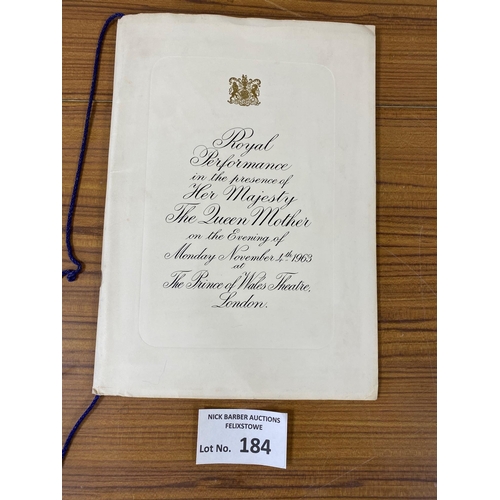 Royal
Performance
in the presence of
Her Majesty
The Queen Mother
on the Evening of
Monday November 4th 1963
at
The Prince of Wales Theatre,
London.
NICK BARBER AUCTIONS
FELIXSTOWE
Lot No. 184